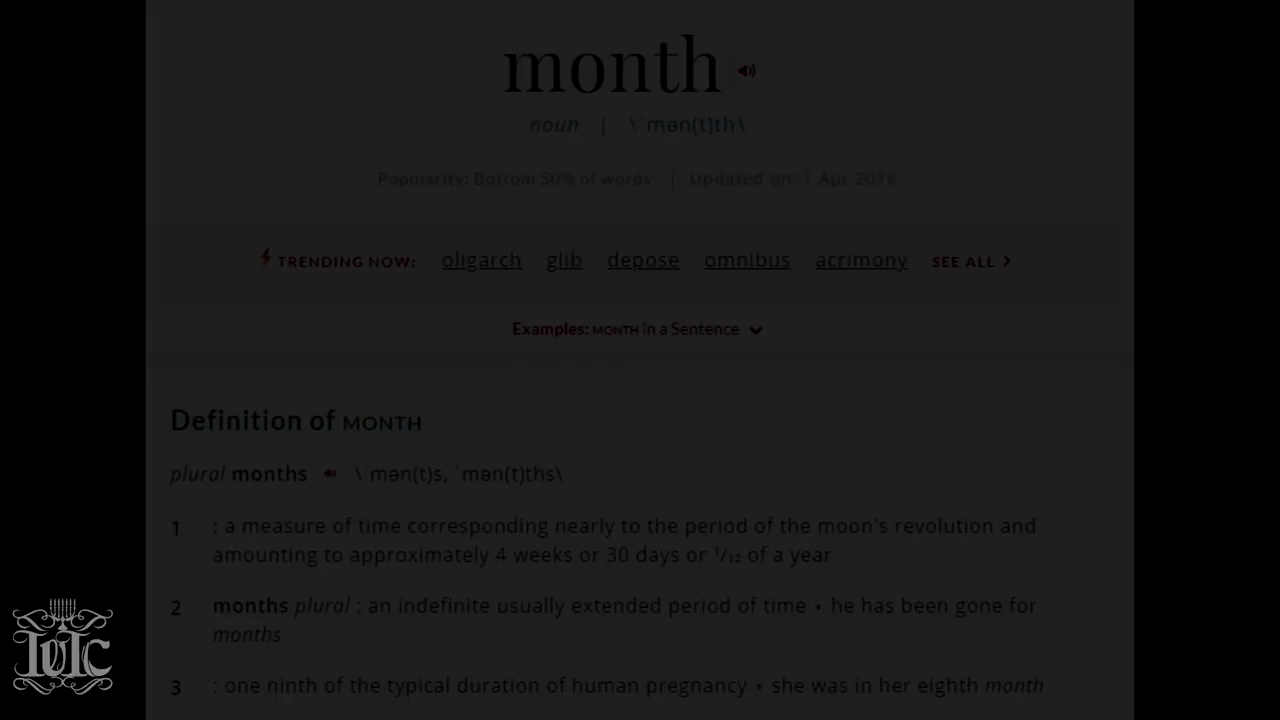 month
noun | \ ˈmən(t)th\
Popularity: Bottom 50% of words | Updated on: 1 Apr 2018
TRENDING NOW: oligarch glib depose omnibus acrimony SEE ALL >
Examples: MONTH in a Sentence
Definition of MONTH
plural months \ˈmən(t)s, ˈmən(t)ths\
1 : a measure of time corresponding nearly to the period of the moon's revolution and
amounting to approximately 4 weeks or 30 days or 1/12 of a year
2 months plural : an indefinite usually extended period of time • he has been gone for
months
3 : one ninth of the typical duration of human pregnancy • she was in her eighth month
IUIC